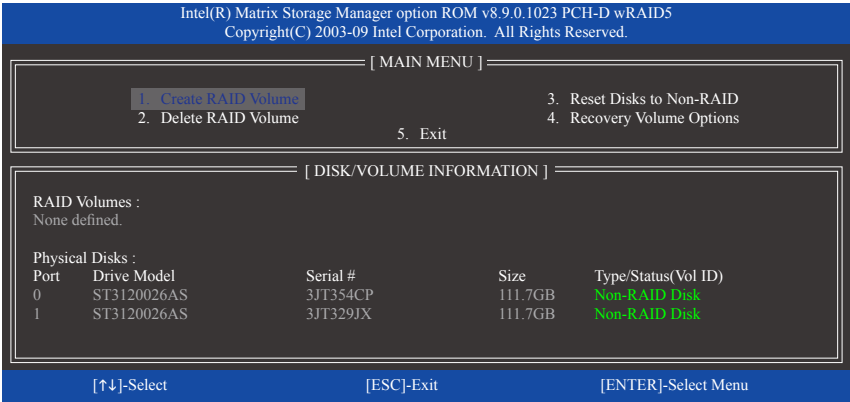 Intel(R) Matrix Storage Manager option ROM v8.9.0.1023 PCH-D wRAID5
Copyright(C) 2003-09 Intel Corporation. All Rights Reserved.
[ MAIN MENU ]
1. Create RAID Volume 3. Reset Disks to Non-RAID
2. Delete RAID Volume 4. Recovery Volume Options
5. Exit
[ DISK/VOLUME INFORMATION ]
RAID Volumes :
None defined.
Physical Disks :
Port Drive Model Serial # Size Type/Status(Vol ID)
0 ST3120026AS 3JT354CP 111.7GB Non-RAID Disk
1 ST3120026AS 3JT329JX 111.7GB Non-RAID Disk
[↑↓]-Select [ESC]-Exit [ENTER]-Select Menu